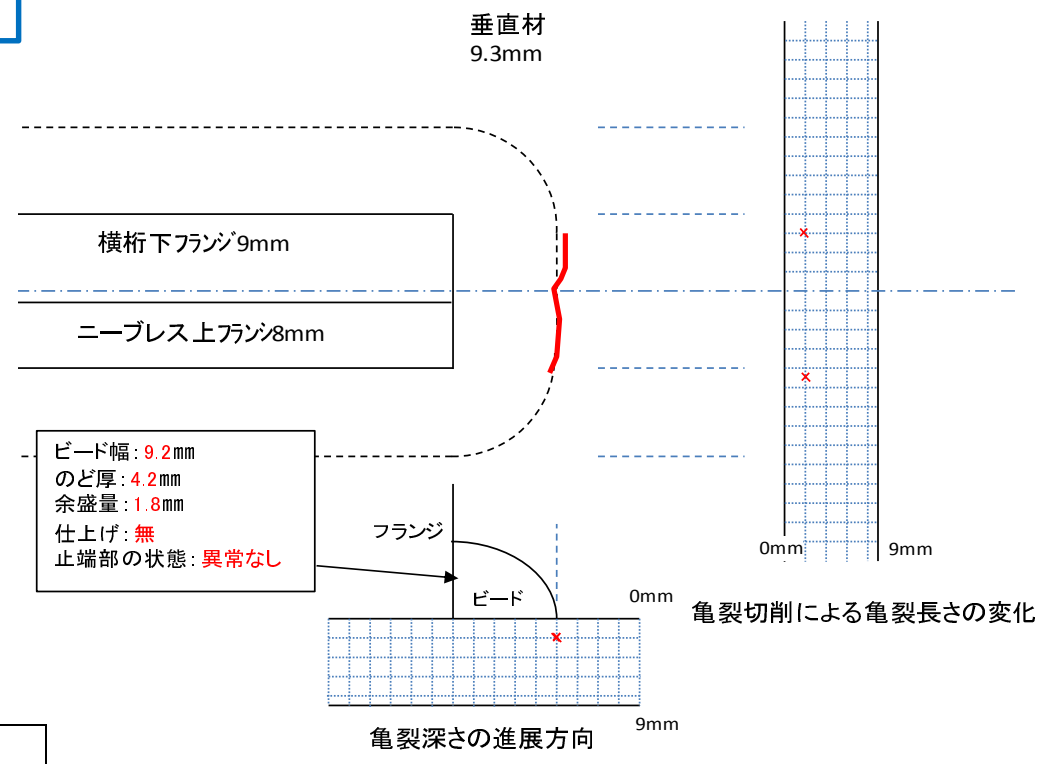 垂直材
9.3mm
横桁下フランジ9mm
ニーブレス上フランジ8mm
ビード幅:9.2mm
のど厚:4.2mm
余盛量:1.8mm
仕上げ:無
止端部の状態:異常なし
フランジ
ビード
0mm
9mm
亀裂深さの進展方向
0mm
9mm
亀裂切削による亀裂長さの変化